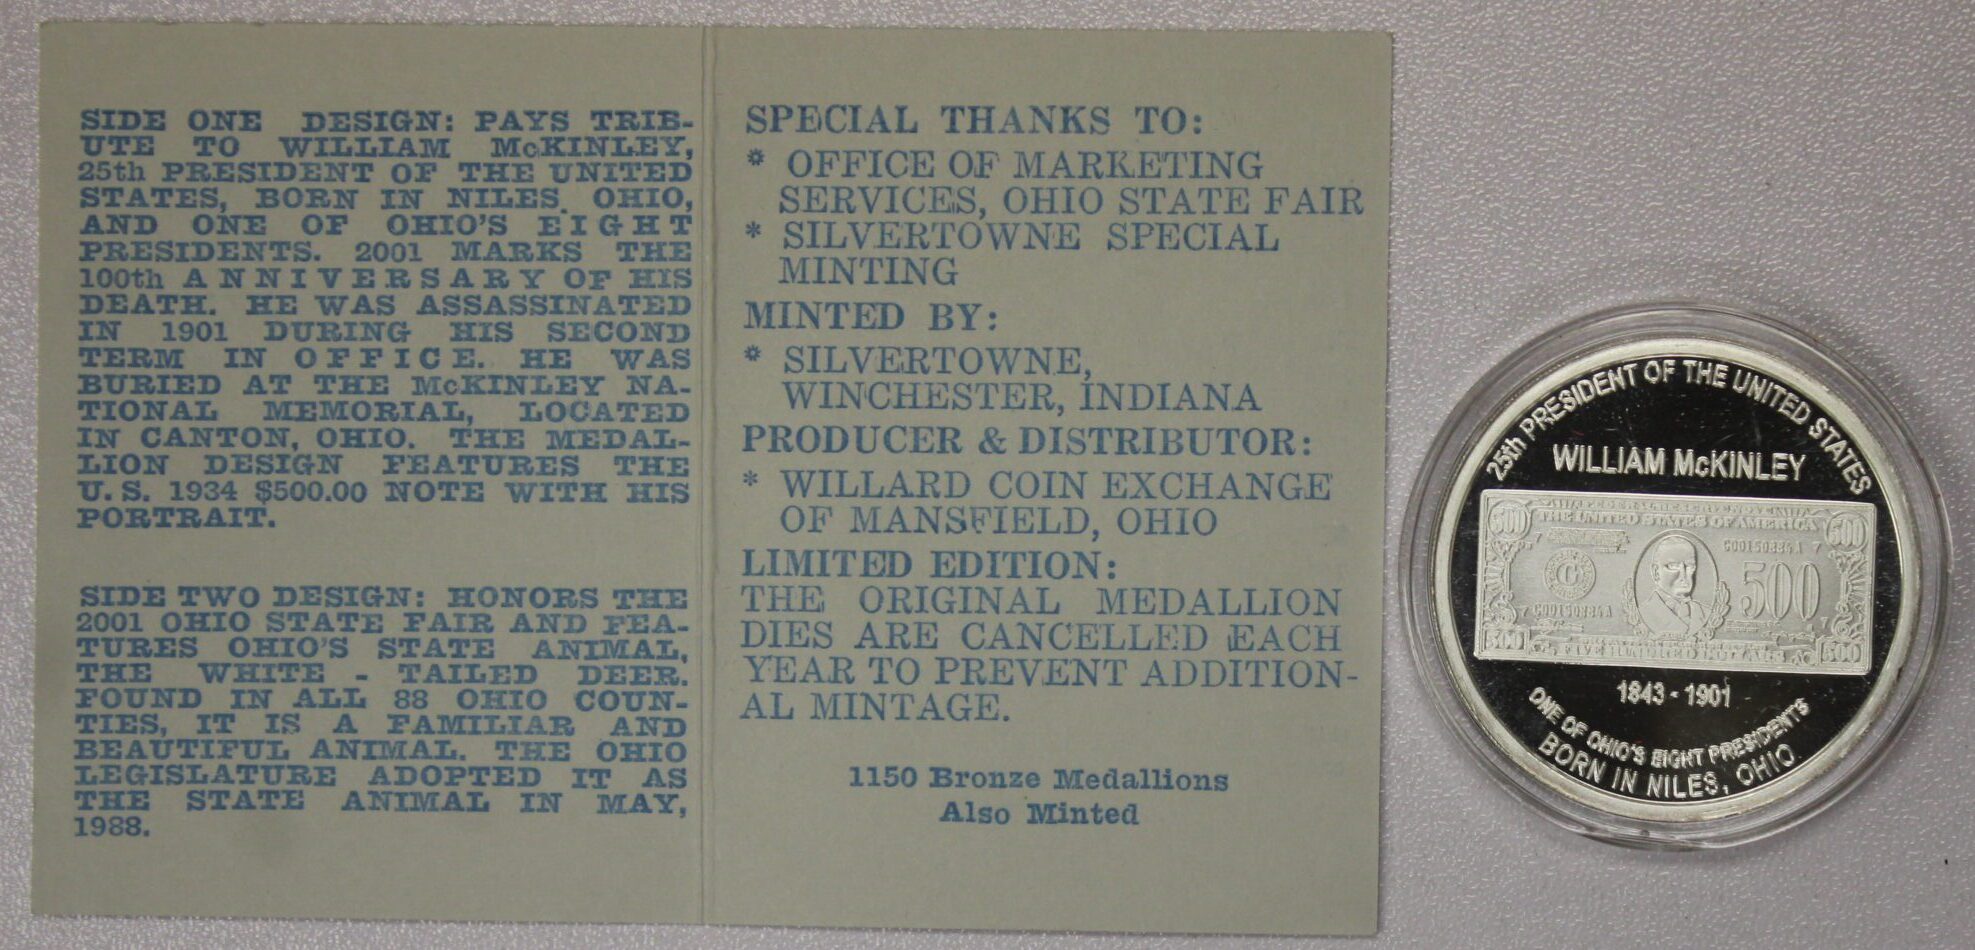 SIDE ONE DESIGN: PAYS TRIB-
UTE TO WILLIAM McKINLEY,
25th PRESIDENT OF THE UNITED
STATES, BORN IN NILES, OHIO,
AND ONE OF OHIO'S EIGHT
PRESIDENTS. 2001 MARKS THE
100th ANNIVERSARY OF HIS
DEATH. HE WAS ASSASSINATED
IN 1901 DURING HIS SECOND
TERM IN OFFICE. HE WAS
BURIED AT THE McKINLEY NA-
TIONAL MEMORIAL, LOCATED
IN CANTON, OHIO. THE MEDAL-
LION DESIGN FEATURES THE
U.S. 1934 $500.00 NOTE WITH HIS
PORTRAIT.
SIDE TWO DESIGN: HONORS THE
2001 OHIO STATE FAIR AND FEA-
TURES OHIO'S STATE ANIMAL,
THE WHITE - TAILED DEER.
FOUND IN ALL 88 OHIO COUN-
TIES, IT IS A FAMILIAR AND
BEAUTIFUL ANIMAL. THE OHIO
LEGISLATURE ADOPTED IT AS
THE STATE ANIMAL IN MAY,
1988.
SPECIAL THANKS TO:
* OFFICE OF MARKETING
SERVICES, OHIO STATE FAIR
* SILVERTOWNE SPECIAL
MINTING
MINTED BY:
* SILVERTOWNE,
WINCHESTER, INDIANA
PRODUCER & DISTRIBUTOR:
* WILLARD COIN EXCHANGE
OF MANSFIELD, OHIO
LIMITED EDITION:
THE ORIGINAL MEDALLION
DIES ARE CANCELLED EACH
YEAR TO PREVENT ADDITION-
AL MINTAGE.
1150 Bronze Medallions
Also Minted
25th PRESIDENT OF THE UNITED STATES
WILLIAM McKINLEY
500 THE UNITED STATES OF AMERICA 500
G00150884A
G 500
G00150884A
500 FIVE HUNDRED DOLLARS 500
1843 - 1901
ONE OF OHIO'S EIGHT PRESIDENTS
BORN IN NILES, OHIO